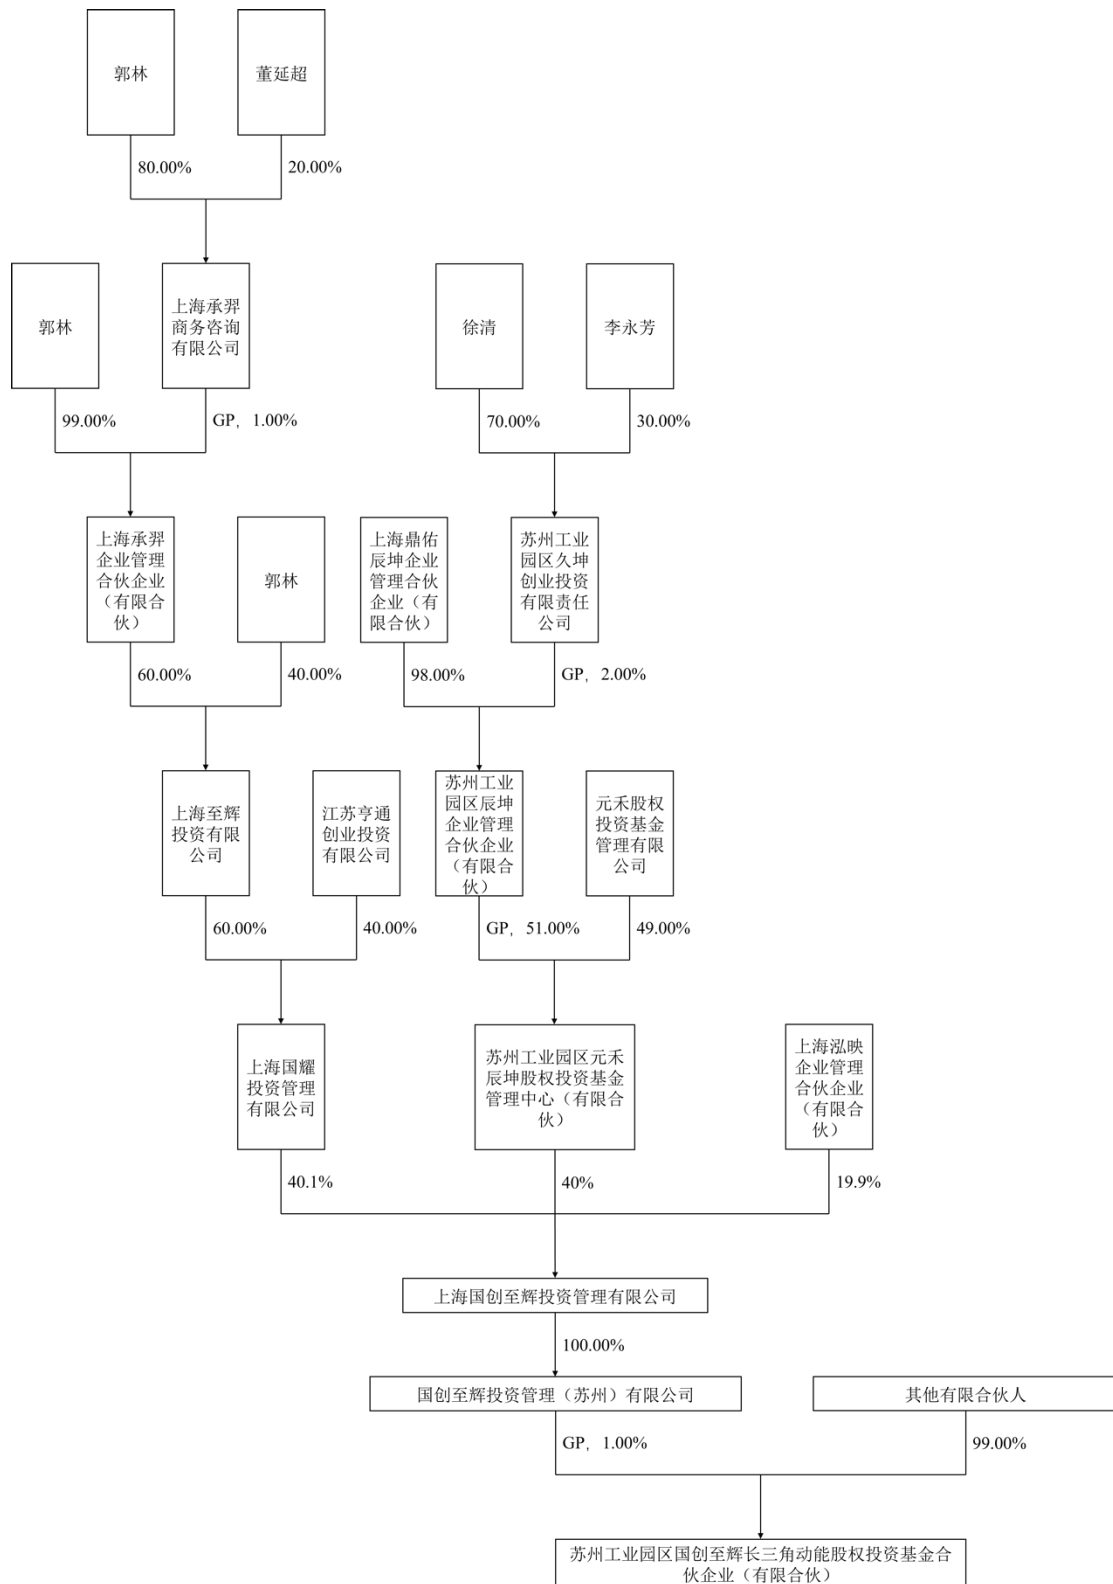 郭林
董延超
80.00%
20.00%
郭林
上海承羿
商务咨询
有限公司
徐清
李永芳
99.00%
GP，1.00%
70.00%
30.00%
上海承羿
企业管理
合伙企业
（有限合
伙）
郭林
上海鼎佑
辰坤企业
管理合伙
企业（有
限合伙）
苏州工业
园区久坤
创业投资
有限责任
公司
60.00%
40.00%
98.00%
GP，2.00%
上海至辉
投资有限
公司
江苏亨通
创业投资
有限公司
苏州工业
园区辰坤
企业管理
合伙企业
（有限合
伙）
元禾股权
投资基金
管理有限
公司
60.00%
40.00%
GP，51.00%
49.00%
上海国耀
投资管理
有限公司
苏州工业园区元禾
辰坤股权投资基金
管理中心（有限合
伙）
上海泓映
企业管理
合伙企业
（有限合
伙）
40.1%
40%
19.9%
上海国创至辉投资管理有限公司
100.00%
国创至辉投资管理（苏州）有限公司
其他有限合伙人
GP，1.00%
99.00%
苏州工业园区国创至辉长三角动能股权投资基金合
伙企业（有限合伙）